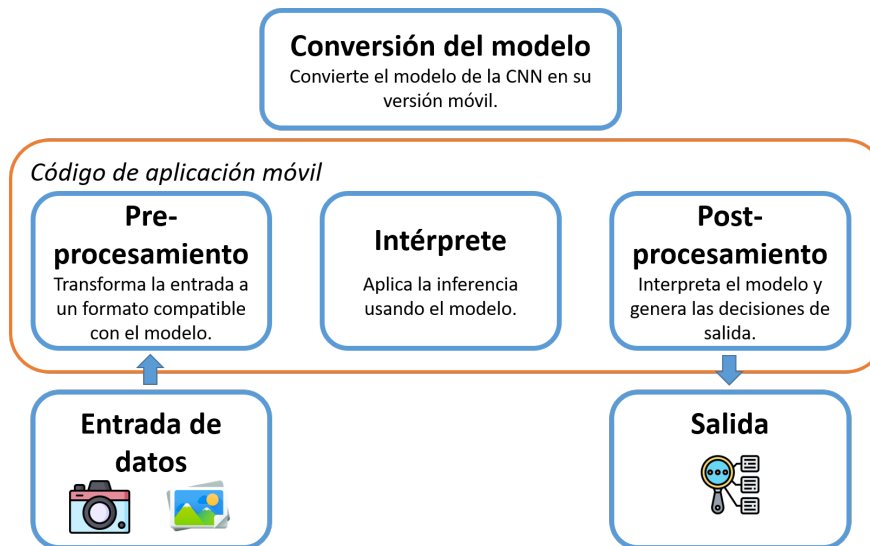 Conversión del modelo
Convierte el modelo de la CNN en su
versión móvil.
Código de aplicación móvil
Pre-
procesamiento
Transforma la entrada a
un formato compatible
con el modelo.
Intérprete
Aplica la inferencia
usando el modelo.
Post-
procesamiento
Interpreta el modelo y
genera las decisiones de
salida.
Entrada de
datos
Salida